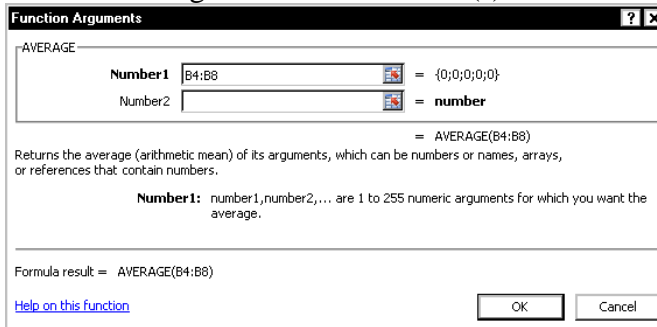 Function Arguments
AVERAGE
Number1 B4:B8 = {0;0;0;0;0}
Number2 = number
= AVERAGE(B4:B8)
Returns the average (arithmetic mean) of its arguments, which can be numbers or names, arrays,
or references that contain numbers.
Number1: number1,number2,... are 1 to 255 numeric arguments for which you want the
average.
Formula result = AVERAGE(B4:B8)
Help on this function
OK Cancel